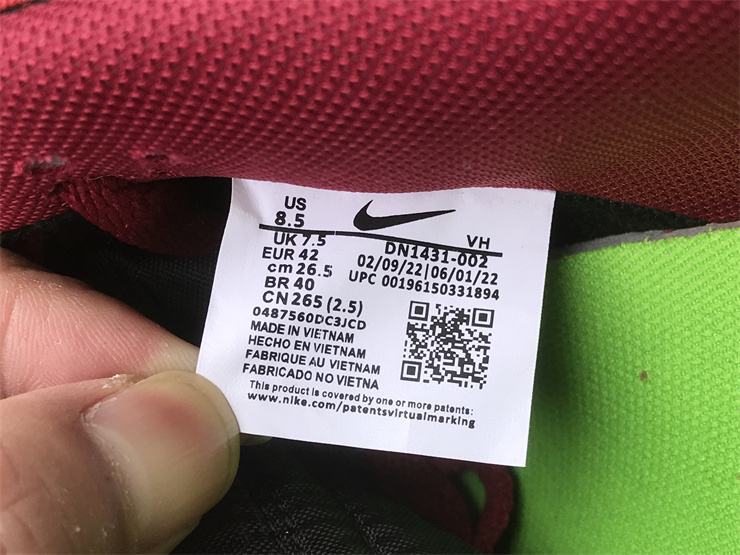 US
8.5
VH
UK 7.5
DN1431-002
EUR 42
02/09/22|06/01/22
cm 26.5
UPC 00196150331894
BR 40
CN 265 (2.5)
0487560DC3JCD
MADE IN VIETNAM
HECHO EN VIETNAM
FABRIQUE AU VIETNAM
FABRICADO NO VIETNA
This product is covered by one or more patents:
www.nike.com/patentsvirtualmarking